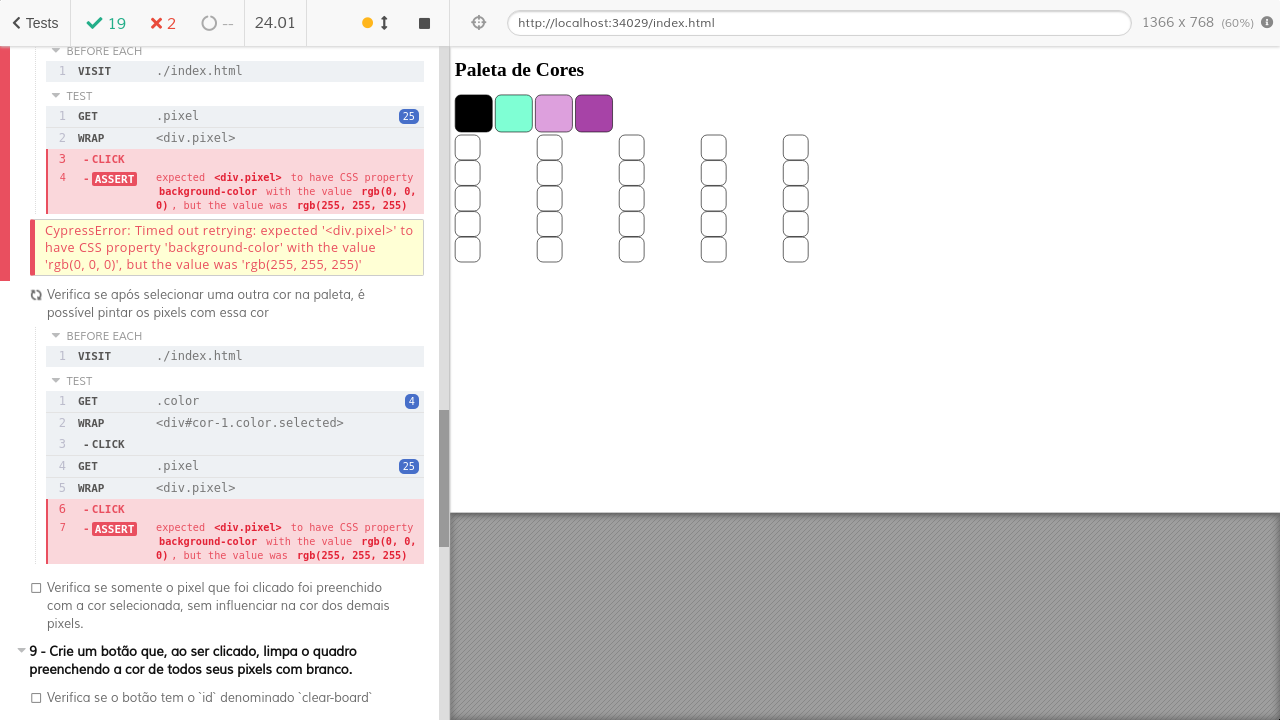 Tests
19
2
--
24.01
http://localhost:34029/index.html
1366 x 768 (60%)
BEFORE EACH
1 VISIT ./index.html
TEST
1 GET .pixel 25
2 WRAP <div.pixel>
3 - CLICK
4 - ASSERT expected <div.pixel> to have CSS property
background-color with the value rgb(0, 0,
0) , but the value was rgb(255, 255, 255)
CypressError: Timed out retrying: expected '<div.pixel>' to
have CSS property 'background-color' with the value
'rgb(0, 0, 0)', but the value was 'rgb(255, 255, 255)'
Verifica se após selecionar uma outra cor na paleta, é
possível pintar os pixels com essa cor
BEFORE EACH
1 VISIT ./index.html
TEST
1 GET .color 4
2 WRAP <div#cor-1.color.selected>
3 - CLICK
4 GET .pixel 25
5 WRAP <div.pixel>
6 - CLICK
7 - ASSERT expected <div.pixel> to have CSS property
background-color with the value rgb(0, 0,
0) , but the value was rgb(255, 255, 255)
Verifica se somente o pixel que foi clicado foi preenchido
com a cor selecionada, sem influenciar na cor dos demais
pixels.
9 - Crie um botão que, ao ser clicado, limpa o quadro
preenchendo a cor de todos seus pixels com branco.
Verifica se o botão tem o `id` denominado `clear-board`
Paleta de Cores